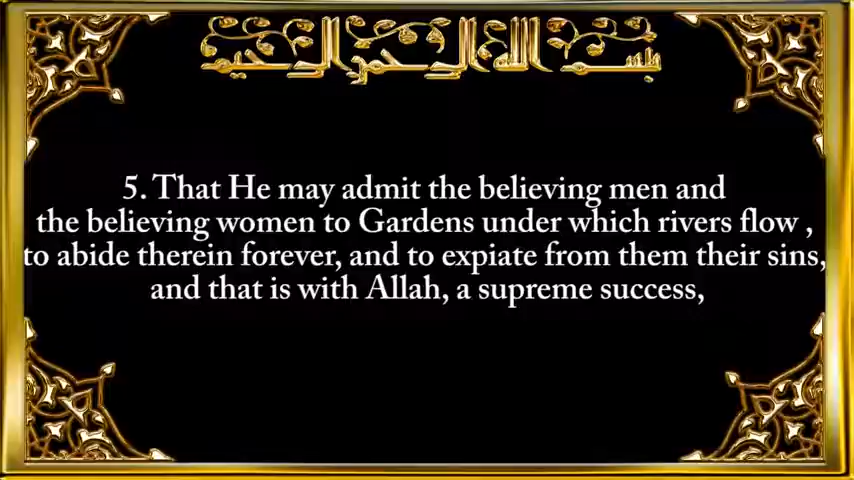 بسم الله الرحمن الرحيم
5. That He may admit the believing men and
the believing women to Gardens under which rivers flow ,
to abide therein forever, and to expiate from them their sins,
and that is with Allah, a supreme success,